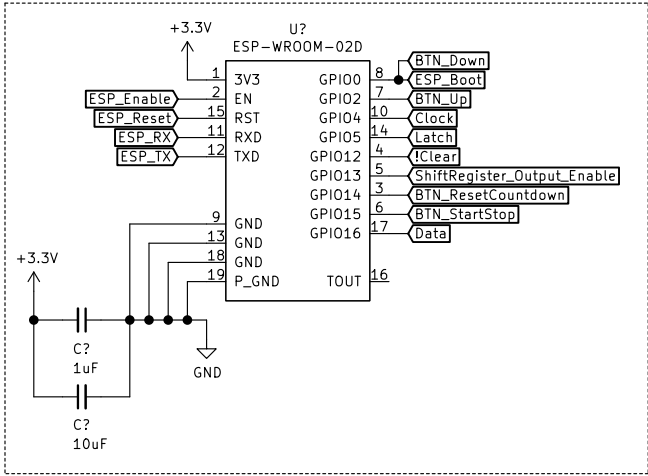 +3.3V
U?
ESP-WROOM-02D
BTN_Down
1 3V3 GPIO0 8 ESP_Boot
ESP_Enable 2 EN GPIO2 7 BTN_Up
ESP_Reset 15 RST GPIO4 10 Clock
ESP_RX 11 RXD GPIO5 14 Latch
ESP_TX 12 TXD GPIO12 4 !Clear
GPIO13 5 ShiftRegister_Output_Enable
GPIO14 3 BTN_ResetCountdown
9 GND GPIO15 6 BTN_StartStop
13 GND GPIO16 17 Data
18 GND
19 P_GND TOUT 16
+3.3V
C?
1uF
GND
C?
10uF